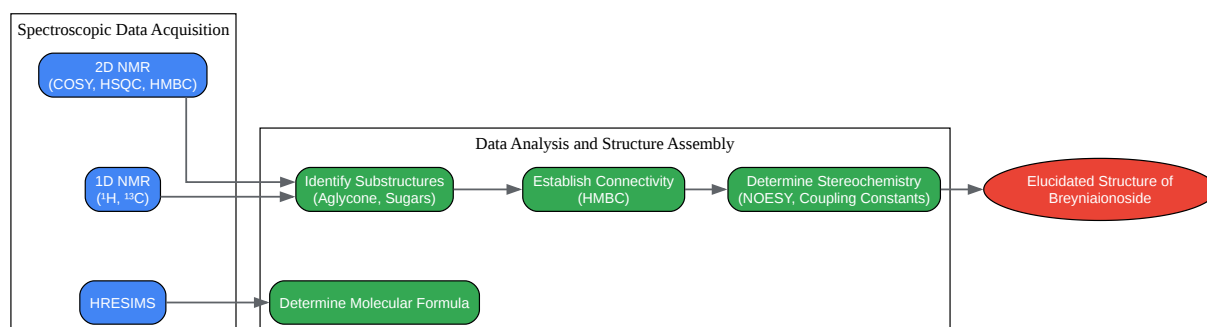 Spectroscopic Data Acquisition
2D NMR
(COSY, HSQC, HMBC)
Data Analysis and Structure Assembly
1D NMR
(¹H, ¹³C)
Identify Substructures
(Aglycone, Sugars)
Establish Connectivity
(HMBC)
Determine Stereochemistry
(NOESY, Coupling Constants)
Elucidated Structure of
Breyniaionoside
HRESIMS
Determine Molecular Formula